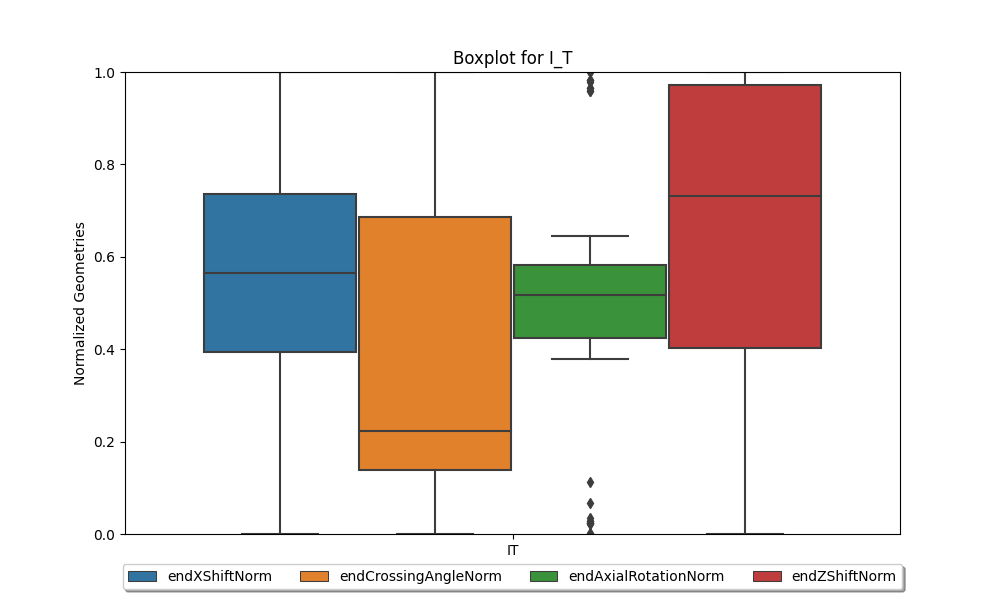 Boxplot for I_T
1.0
0.8
0.6
0.4
0.2
0.0
Normalized Geometries
IT
endXShiftNorm endCrossingAngleNorm endAxialRotationNorm endZShiftNorm